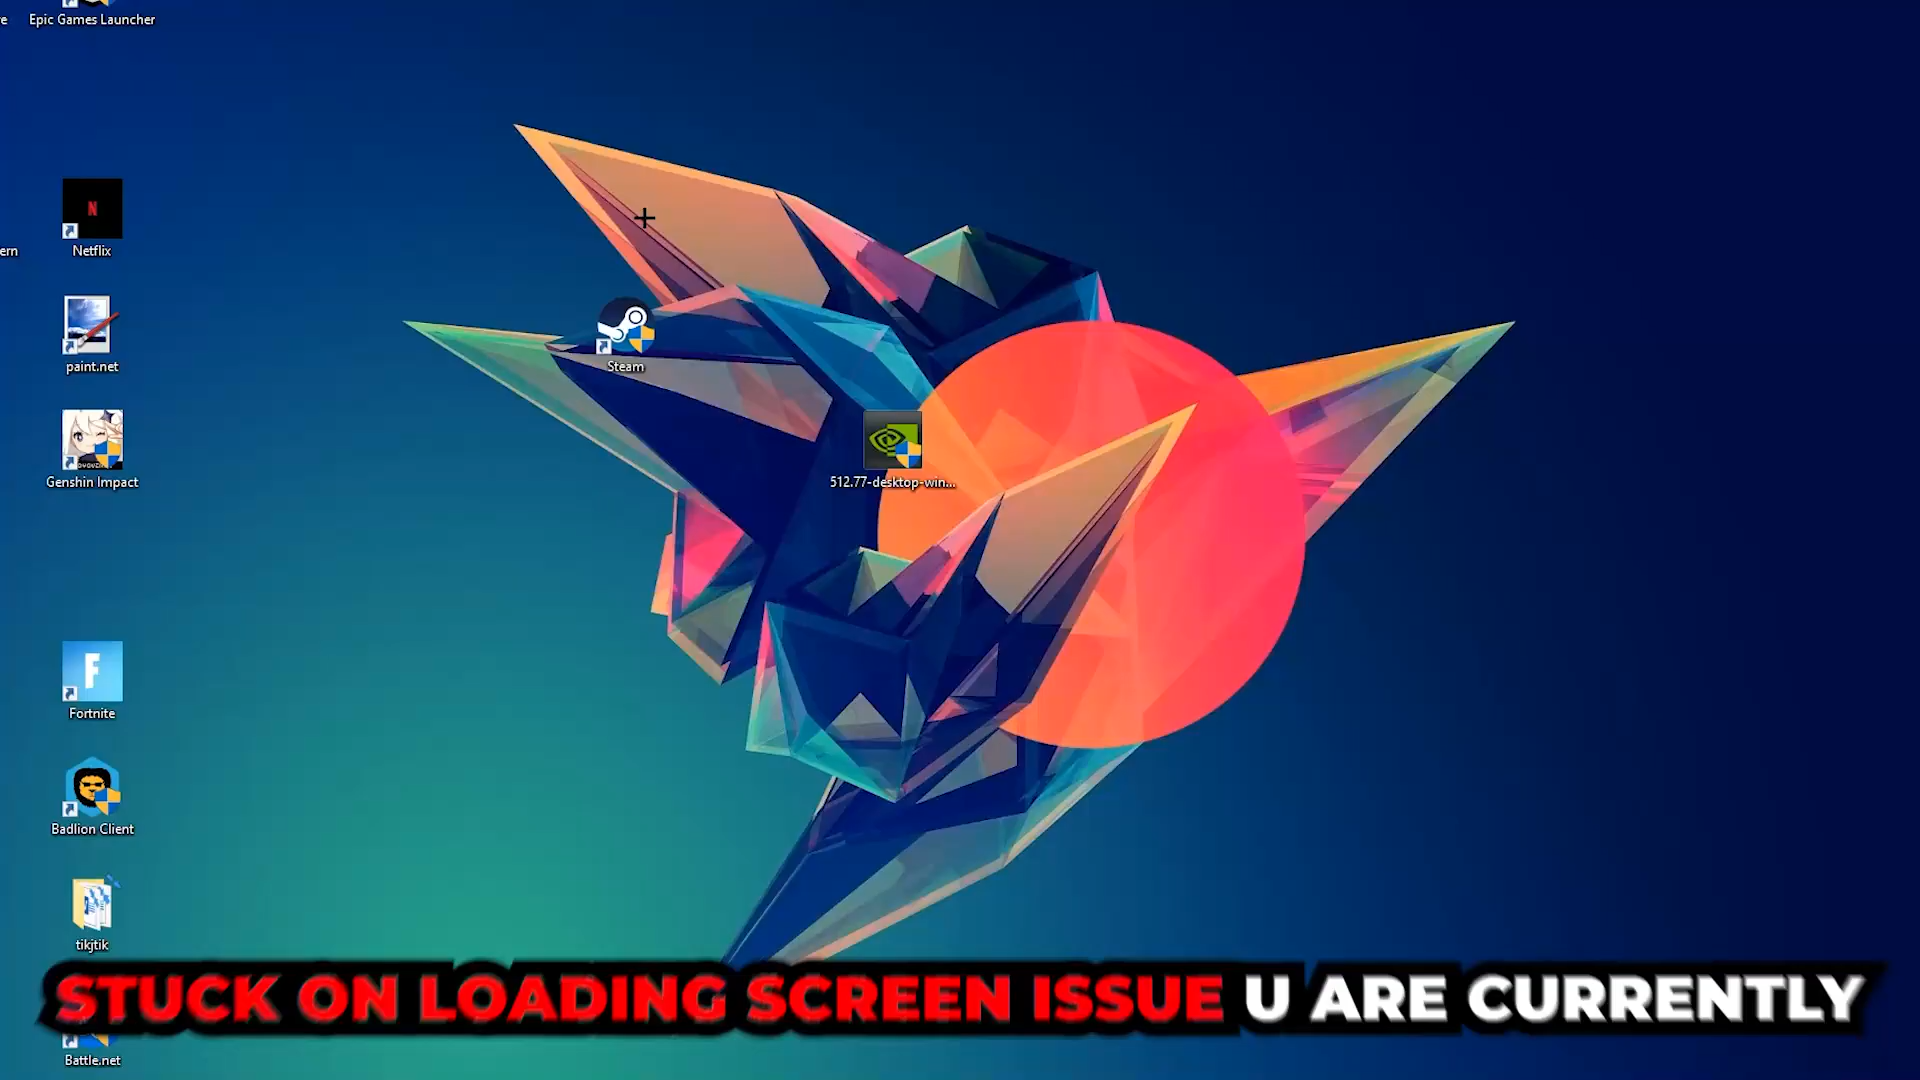 Epic Games Launcher
N
Netflix
ern
paint.net
Steam
Genshin Impact
512.77-desktop-win...
F
Fortnite
Badlion Client
tikjtik
STUCK ON LOADING SCREEN ISSUE U ARE CURRENTLY
Battle.net